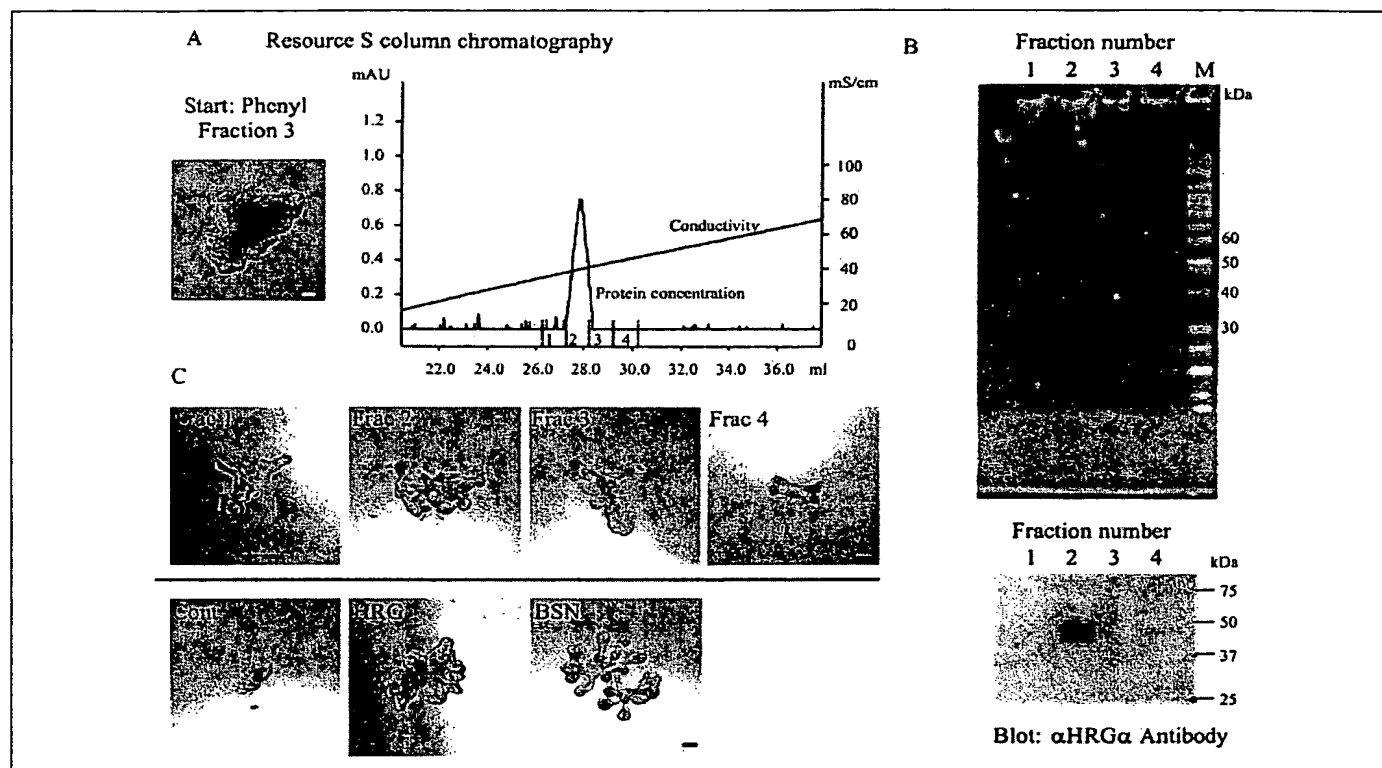 A Resource S column chromatography
Start: Phenyl
Fraction 3
mAU
1.2
1.0
0.8
0.6
0.4
0.2
0.0
mS/cm
100
80
60
40
20
0
Conductivity
Protein concentration
1 2 3 4
22.0 24.0 26.0 28.0 30.0 32.0 34.0 36.0 ml
B
Fraction number
1 2 3 4 M
kDa
60
50
40
30
C
Frac 1 Frac 2 Frac 3 Frac 4
Cont HRG BSN
Fraction number
1 2 3 4 kDa
75
50
37
25
Blot: αHRGα Antibody